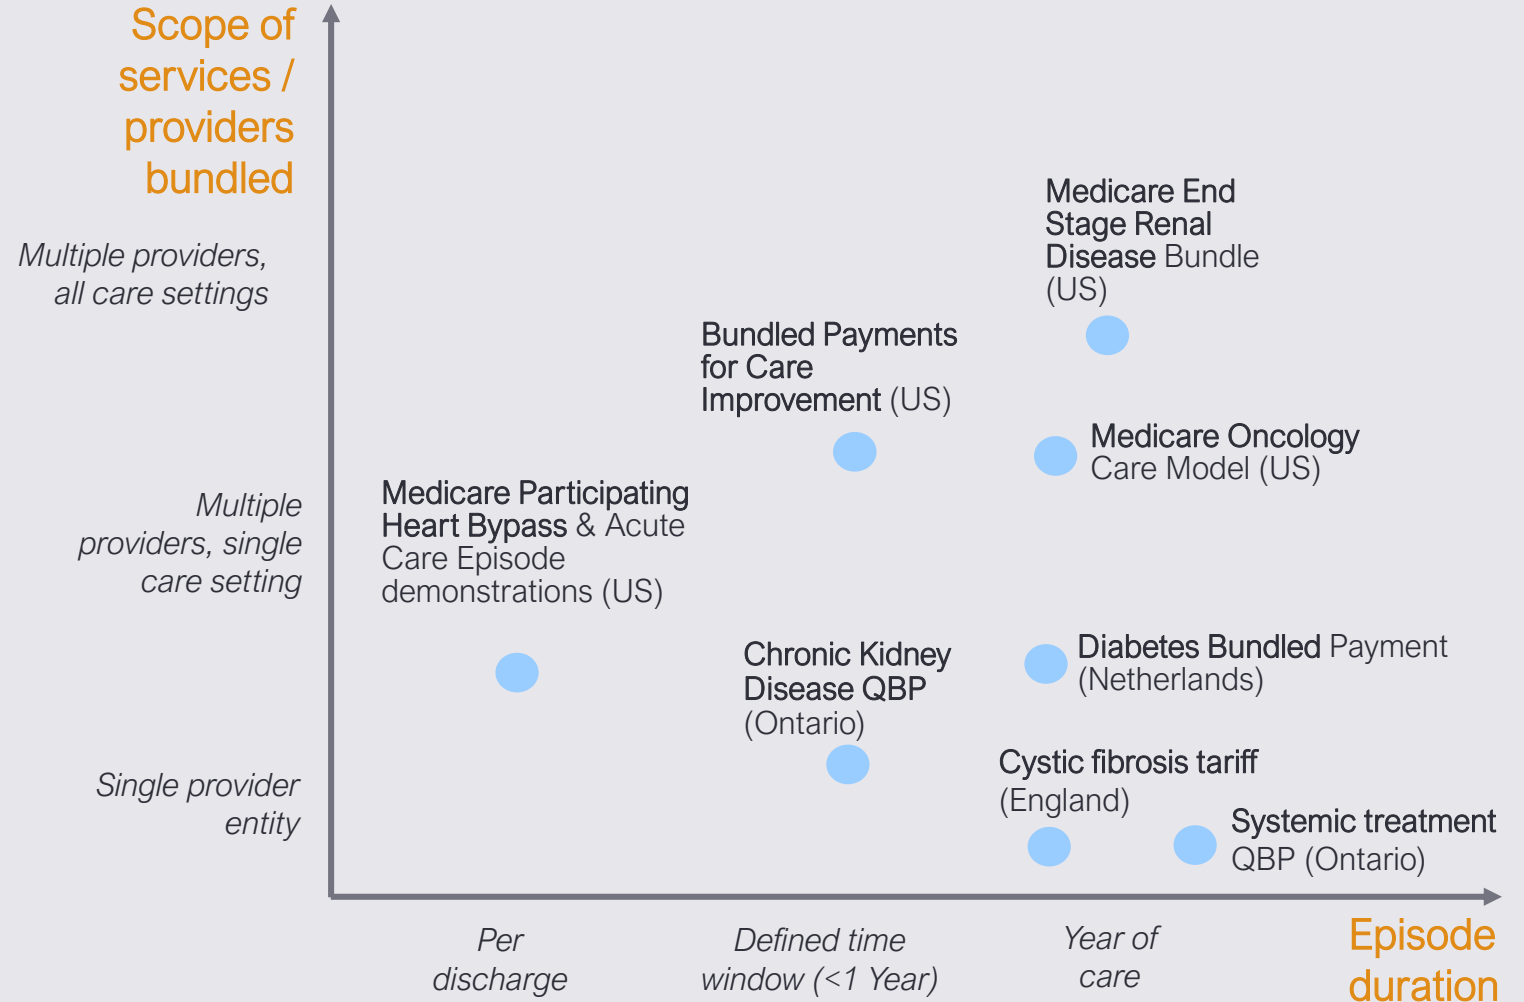 Scope of
services /
providers
bundled
Multiple providers,
all care settings
Multiple
providers, single
care setting
Single provider
entity
Medicare End
Stage Renal
Disease Bundle
(US)
Bundled Payments
for Care
Improvement (US)
Medicare Oncology
Care Model (US)
Medicare Participating
Heart Bypass & Acute
Care Episode
demonstrations (US)
Chronic Kidney
Disease QBP
(Ontario)
Diabetes Bundled Payment
(Netherlands)
Cystic fibrosis tariff
(England)
Systemic treatment
QBP (Ontario)
Per
discharge
Defined time
window (<1 Year)
Year of
care
Episode
duration